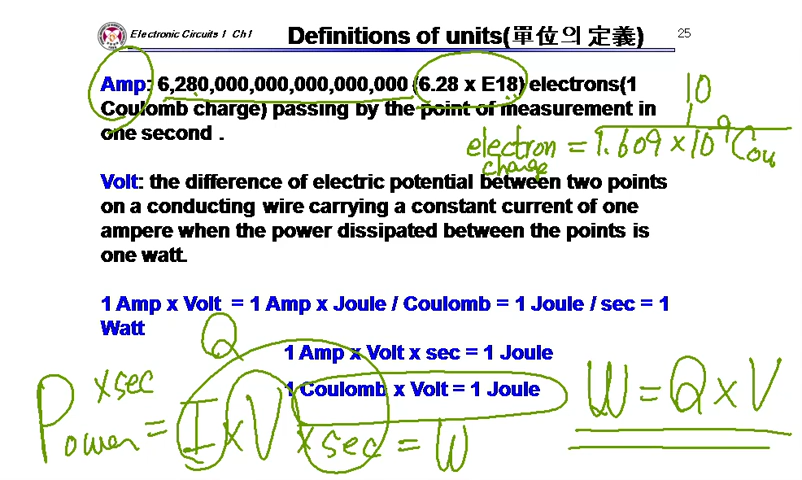 Electronic Circuits 1 Ch1
Definitions of units(單位의 定義)
25
Amp: 6,280,000,000,000,000,000 (6.28 x E18) electrons(1
Coulomb charge) passing by the point of measurement in
one second .
10
1
electron = 1.609 x 10 9 Cou
charge
Volt: the difference of electric potential between two points
on a conducting wire carrying a constant current of one
ampere when the power dissipated between the points is
one watt.
1 Amp x Volt = 1 Amp x Joule / Coulomb = 1 Joule / sec = 1
Watt
Q
1 Amp x Volt x sec = 1 Joule
1 Coulomb x Volt = 1 Joule
x sec
Power = I x V x sec = W
W = Q x V